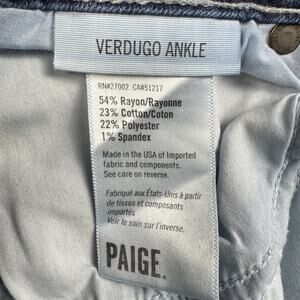 VERDUGO ANKLE
RN#27002 CA#51217
54% Rayon/Rayonne
23% Cotton/Coton
22% Polyester
1% Spandex
Made in the USA of Imported
fabric and components.
See care on reverse.
Fabriqué aux États-Unis à partir
de tissus et composants
importés
Voir le soin sur l'inverse.
PAIGE.